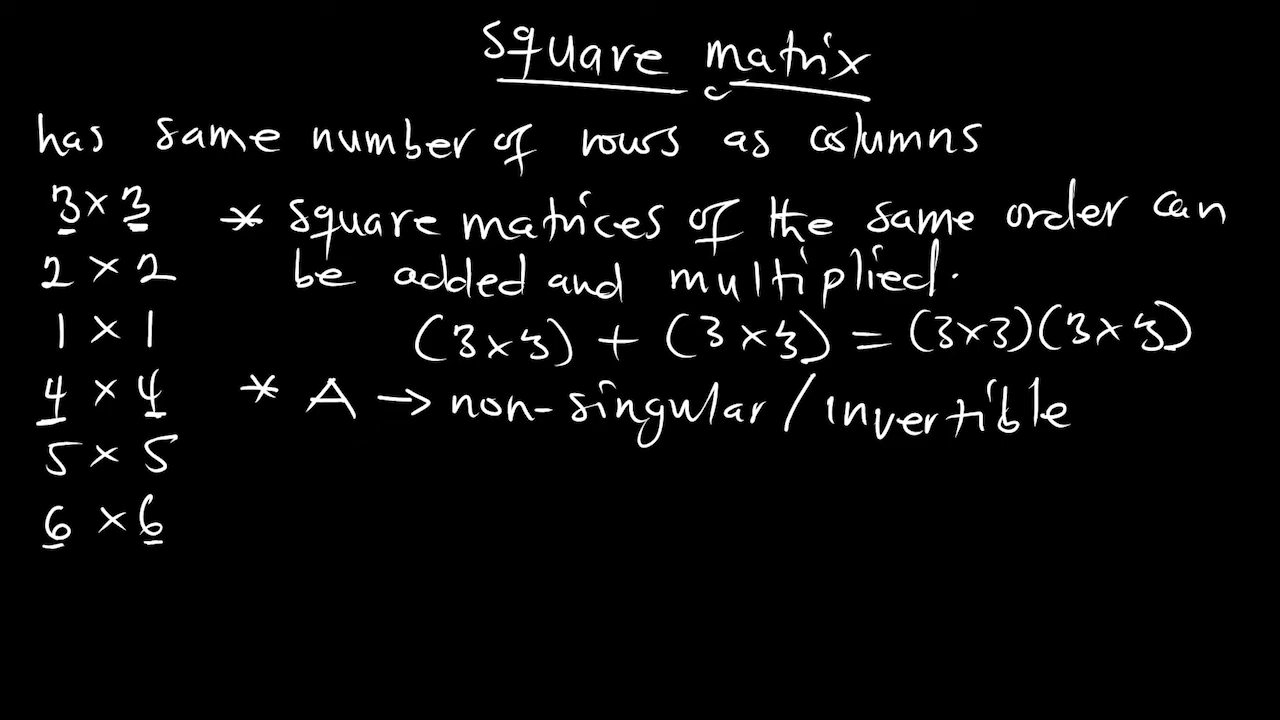 square matrix
has same number of rows as columns
3 × 3
* square matrices of the same order can
be added and multiplied.
2 × 2
1 × 1
(3×3) + (3×3) = (3×3)(3×3)
4 × 4
* A → non-singular/invertible
5 × 5
6 × 6